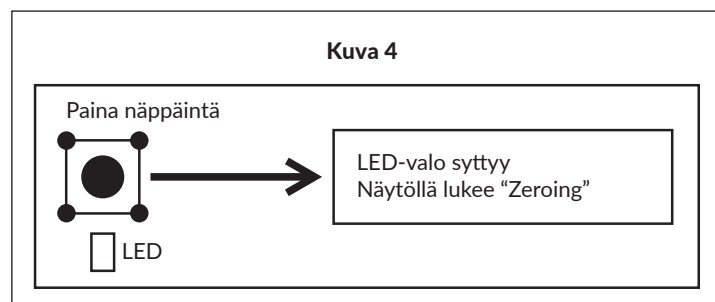 Kuva 4
Paina näppäintä
LED-valo syttyy
Näytöllä lukee “Zeroing”
LED